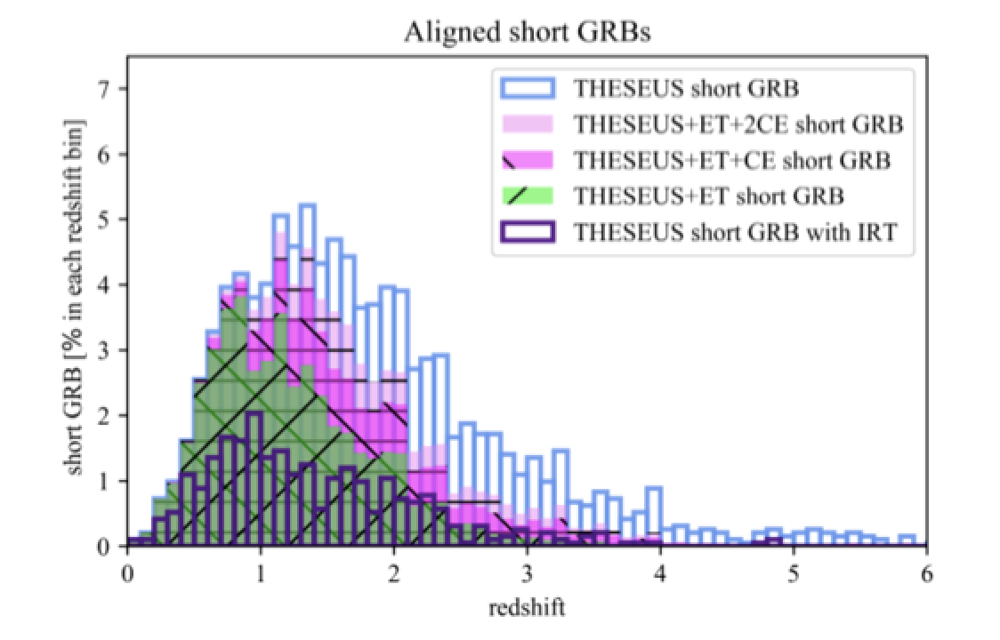 Aligned short GRBs
7
6
5
4
3
2
1
0
short GRB [% in each redshift bin]
THESEUS short GRB
THESEUS+ET+2CE short GRB
THESEUS+ET+CE short GRB
THESEUS+ET short GRB
THESEUS short GRB with IRT
0 1 2 3 4 5 6
redshift